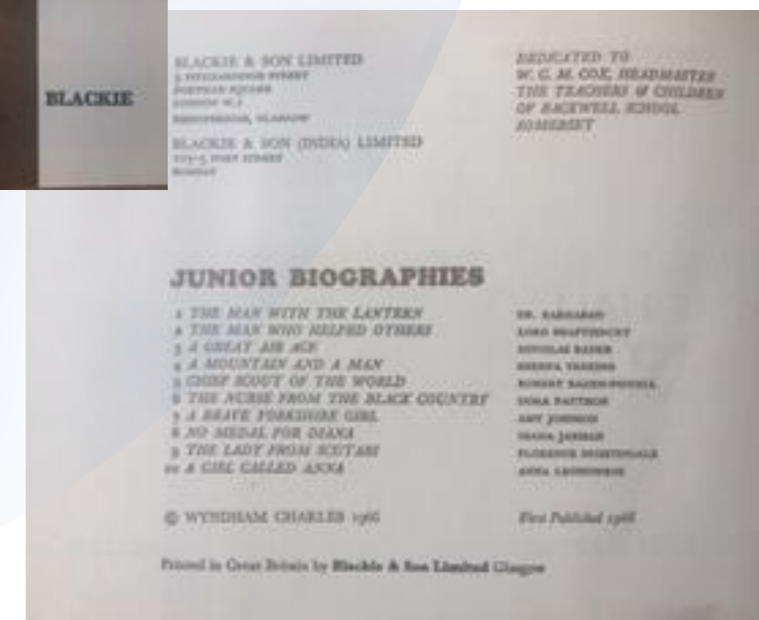 BLACKIE
BLACKIE & SON LIMITED
5 FITZHARDINGE STREET
PORTMAN SQUARE
LONDON W.1
BISHOPBRIGGS, GLASGOW
BLACKIE & SON (INDIA) LIMITED
103-5 FORT STREET
BOMBAY
DEDICATED TO
W. G. M. COX, HEADMASTER
THE TEACHERS & CHILDREN
OF BACKWELL SCHOOL
SOMERSET
JUNIOR BIOGRAPHIES
1 THE MAN WITH THE LANTERN DR. BARNARDO
2 THE MAN WHO HELPED OTHERS LORD SHAFTESBURY
3 A GREAT AIR ACE DOUGLAS BADER
4 A MOUNTAIN AND A MAN SHERPA TENSING
5 CHIEF SCOUT OF THE WORLD ROBERT BADEN-POWELL
6 THE NURSE FROM THE BLACK COUNTRY DORA PATTISON
7 A BRAVE YORKSHIRE GIRL AMY JOHNSON
8 NO MEDAL FOR DIANA DIANA JARMAN
9 THE LADY FROM SCUTARI FLORENCE NIGHTINGALE
10 A GIRL CALLED ANNA ANNA LEONOWENS
© WYNDHAM CHARLES 1966 First Published 1966
Printed in Great Britain by Blackie & Son Limited Glasgow